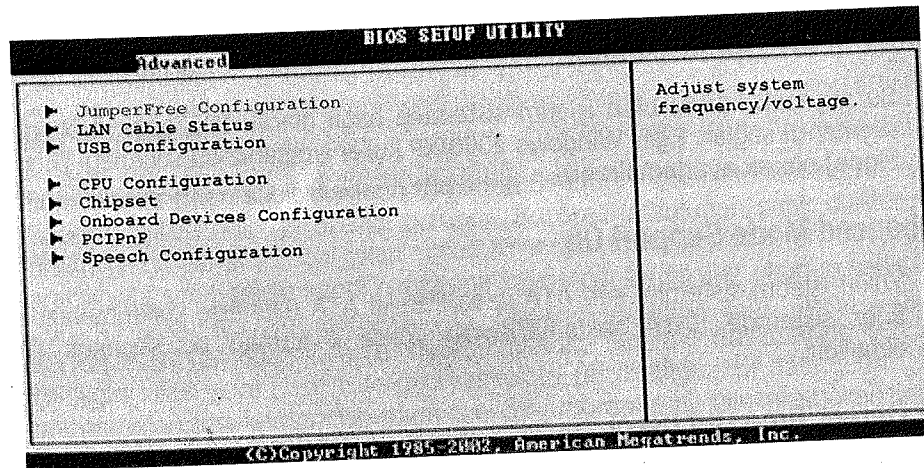 BIOS SETUP UTILITY
Advanced
JumperFree Configuration
LAN Cable Status
USB Configuration
CPU Configuration
Chipset
Onboard Devices Configuration
PCIPnP
Speech Configuration
Adjust system
frequency/voltage.
(C)Copyright 1985-2002, American Megatrends, Inc.